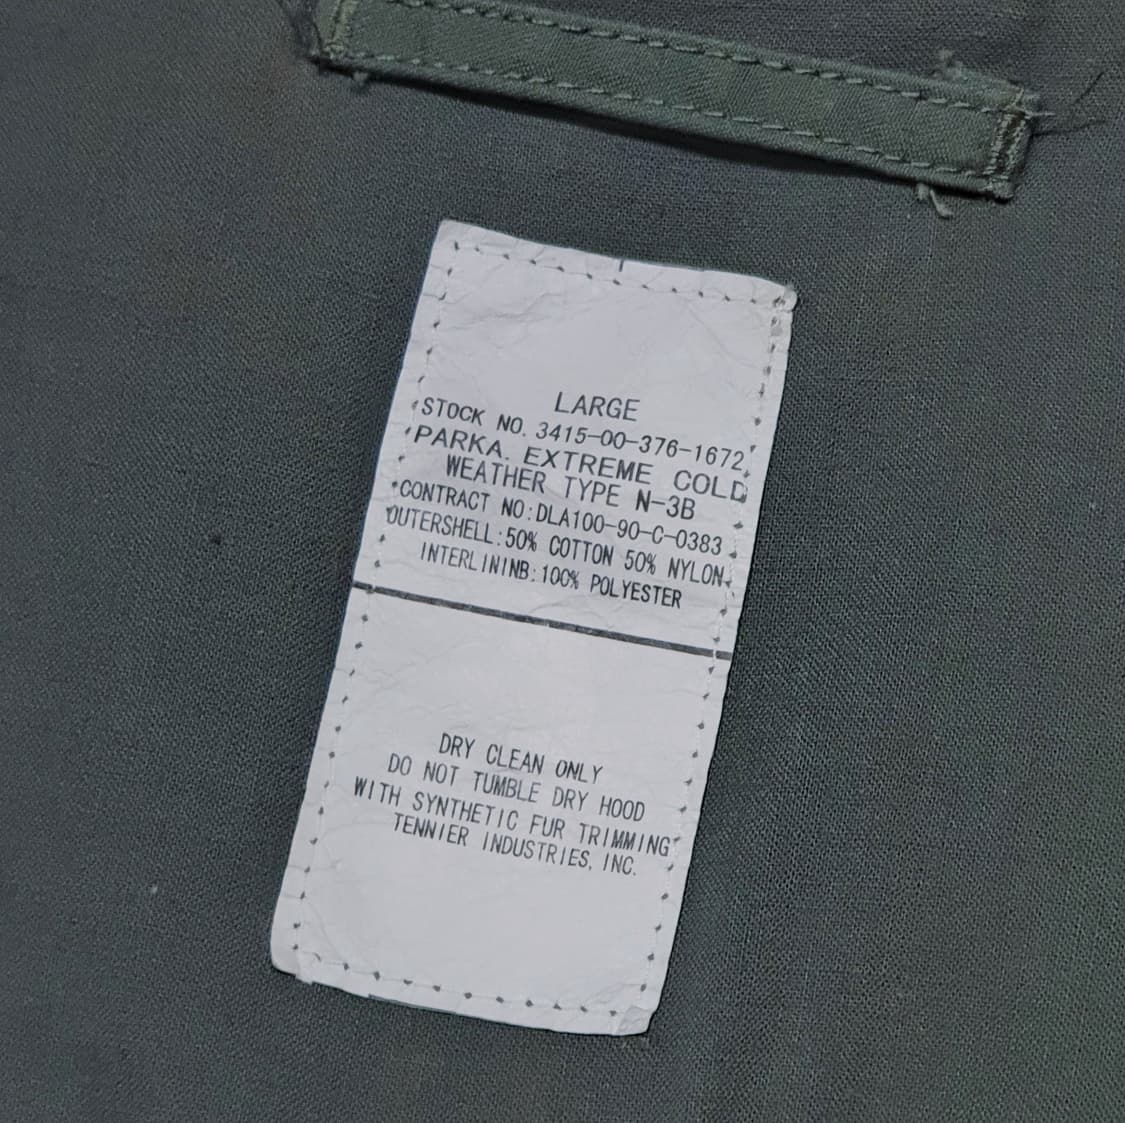 LARGE
STOCK NO. 3415-00-376-1672
PARKA. EXTREME COLD
WEATHER TYPE N-3B
CONTRACT NO:DLA100-90-C-0383
OUTERSHELL:50% COTTON 50% NYLON
INTERLININB:100% POLYESTER
DRY CLEAN ONLY
DO NOT TUMBLE DRY HOOD
WITH SYNTHETIC FUR TRIMMING
TENNIER INDUSTRIES, INC.